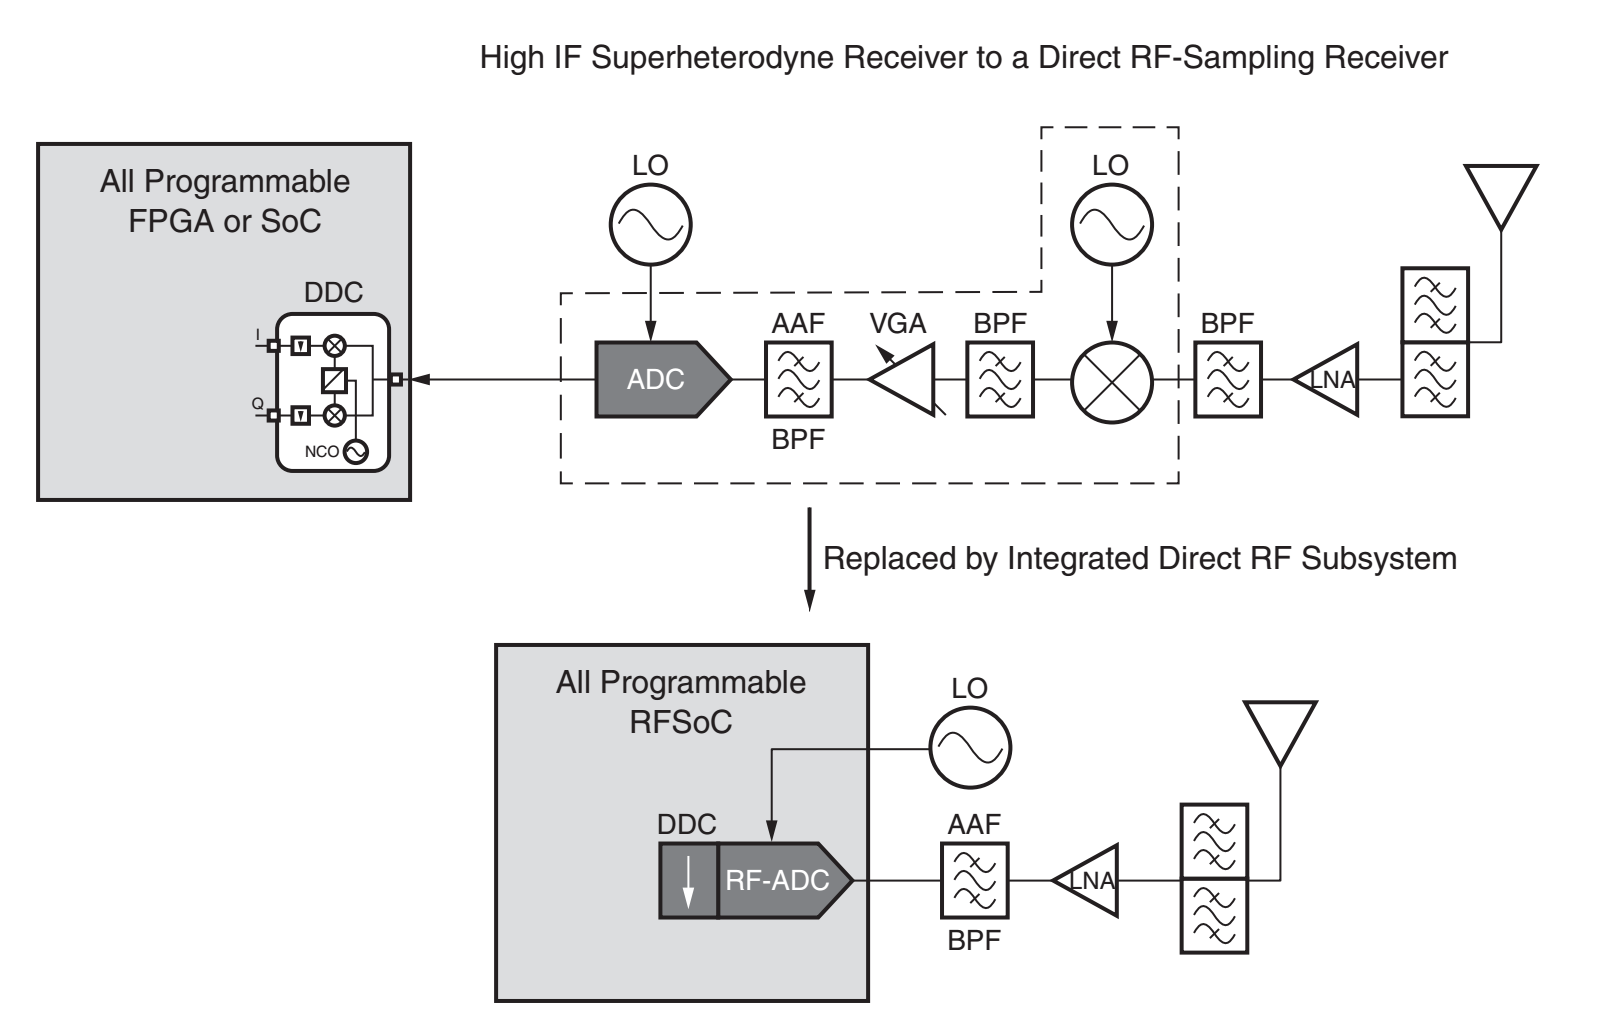 High IF Superheterodyne Receiver to a Direct RF-Sampling Receiver
All Programmable
FPGA or SoC
DDC
I
Q
NCO
LO
ADC
AAF
BPF
VGA
BPF
LO
BPF
LNA
Replaced by Integrated Direct RF Subsystem
All Programmable
RFSoC
DDC
RF-ADC
LO
AAF
BPF
LNA